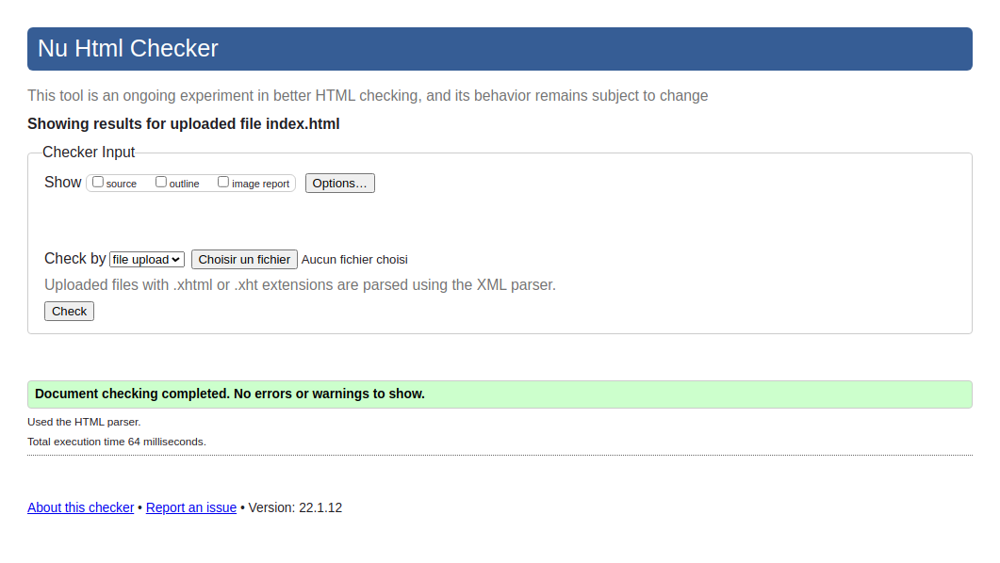 Nu Html Checker
This tool is an ongoing experiment in better HTML checking, and its behavior remains subject to change
Showing results for uploaded file index.html
Checker Input
Show source outline image report Options...
Check by file upload Choisir un fichier Aucun fichier choisi
Uploaded files with .xhtml or .xht extensions are parsed using the XML parser.
Check
Document checking completed. No errors or warnings to show.
Used the HTML parser.
Total execution time 64 milliseconds.
About this checker • Report an issue • Version: 22.1.12